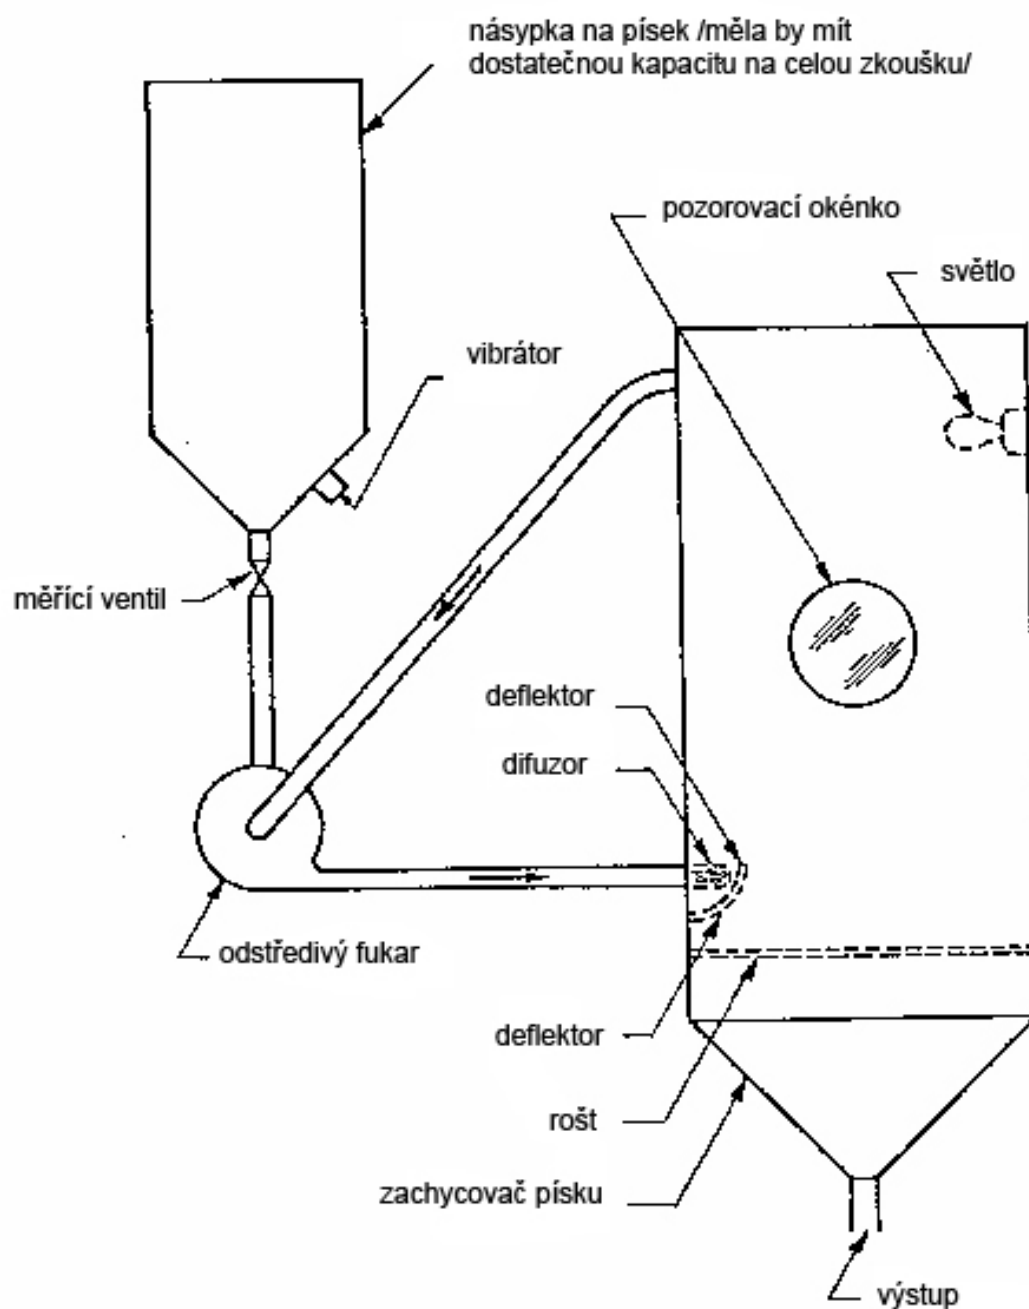 násypka na písek /měla by mít
dostatečnou kapacitu na celou zkoušku/
pozorovací okénko
světlo
vibrátor
měřící ventil
deflektor
difuzor
odstředivý fukar
deflektor
rošt
zachycovač písku
výstup